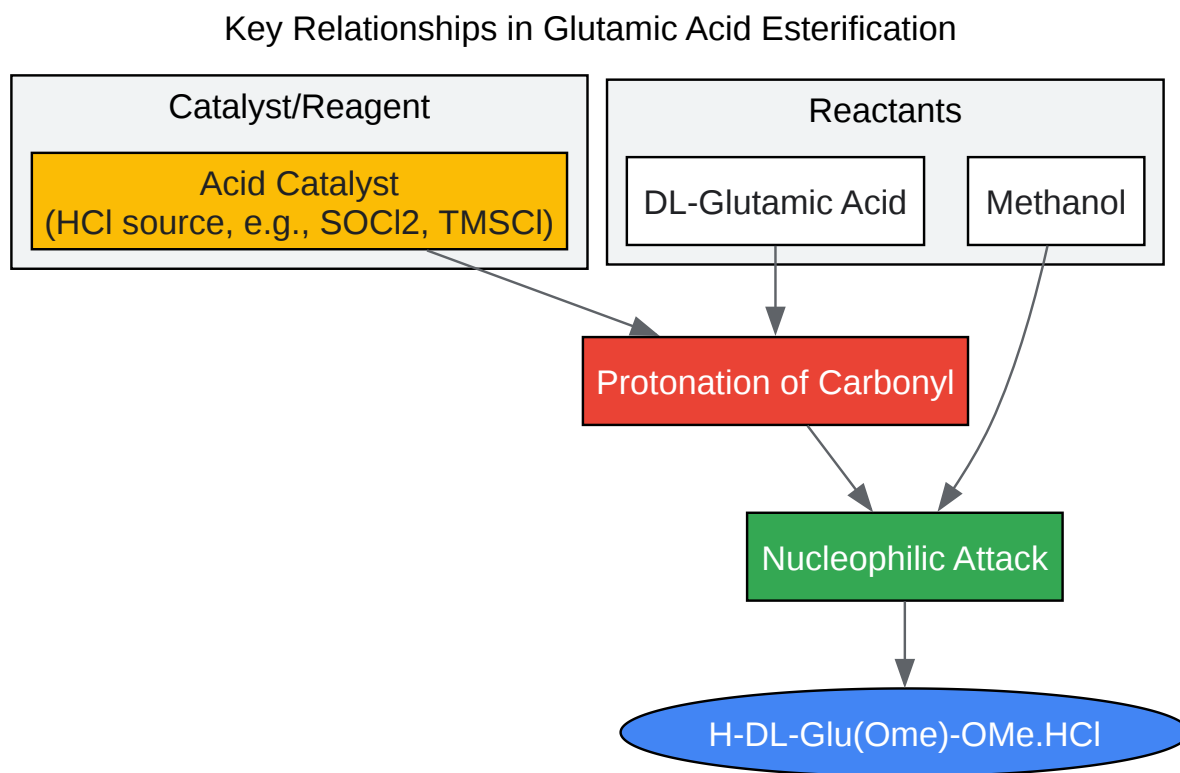 Key Relationships in Glutamic Acid Esterification
Catalyst/Reagent
Acid Catalyst
(HCl source, e.g., SOCl2, TMSCl)
Reactants
DL-Glutamic Acid
Methanol
Protonation of Carbonyl
Nucleophilic Attack
H-DL-Glu(Ome)-OMe.HCl